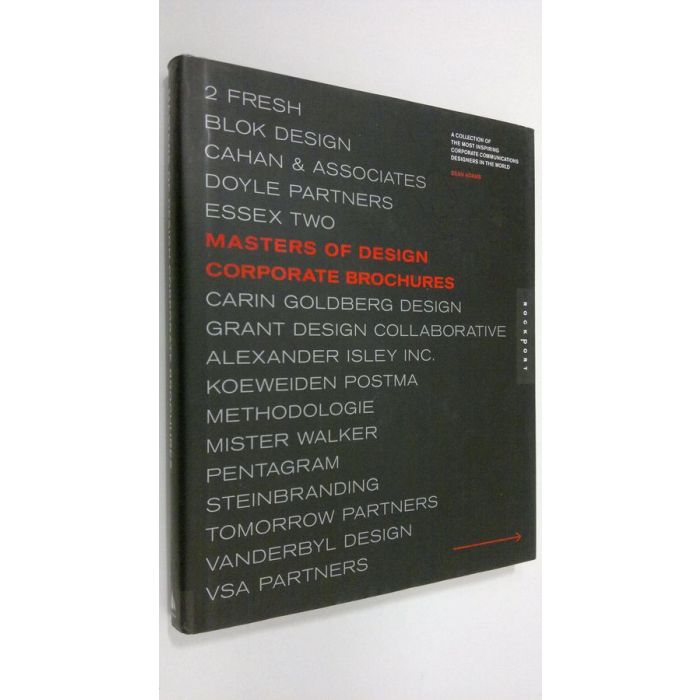 2 FRESH
BLOK DESIGN
CAHAN & ASSOCIATES
DOYLE PARTNERS
ESSEX TWO
MASTERS OF DESIGN
CORPORATE BROCHURES
CARIN GOLDBERG DESIGN
GRANT DESIGN COLLABORATIVE
ALEXANDER ISLEY INC.
KOEWEIDEN POSTMA
METHODOLOGIE
MISTER WALKER
PENTAGRAM
STEINBRANDING
TOMORROW PARTNERS
VANDERBYL DESIGN
VSA PARTNERS
A COLLECTION OF
THE MOST INSPIRING
CORPORATE COMMUNICATIONS
DESIGNERS IN THE WORLD
SEAN ADAMS
ROCKPORT